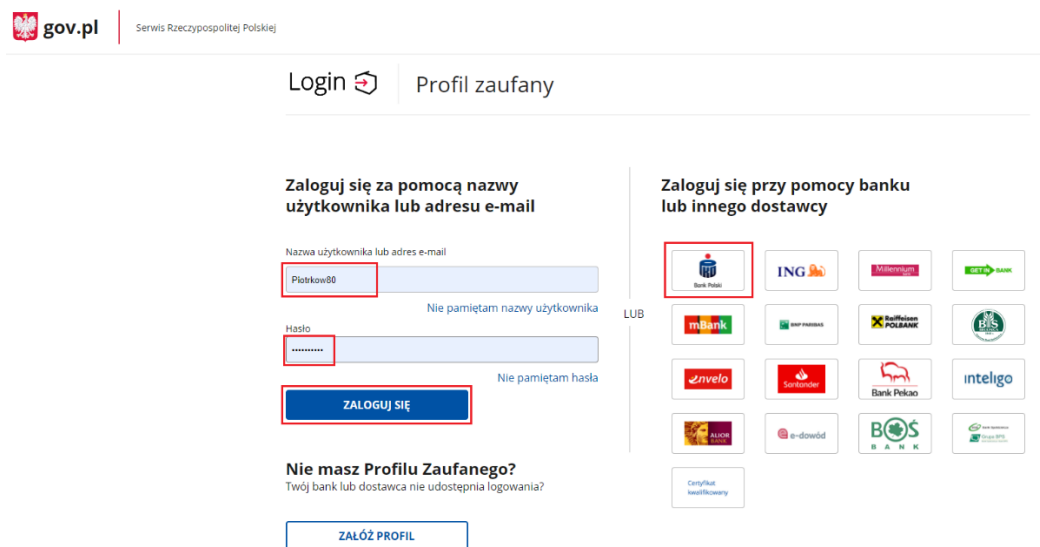 gov.pl
Serwis Rzeczypospolitej Polskiej
Login
Profil zaufany
Zaloguj się za pomocą nazwy
użytkownika lub adresu e-mail
Nazwa użytkownika lub adres e-mail
Piotrkow80
Nie pamiętam nazwy użytkownika
Hasło
••••••••••
Nie pamiętam hasła
ZALOGUJ SIĘ
Nie masz Profilu Zaufanego?
Twój bank lub dostawca nie udostępnia logowania?
ZAŁÓŻ PROFIL
LUB
Zaloguj się przy pomocy banku
lub innego dostawcy
Bank Polski
ING
Millennium
GET IN BANK
mBank
BNP PARIBAS
Raiffeisen
POLBANK
envelo
Santander
Bank Pekao
inteligo
ALIOR
BANK
e-dowód
BOŚ
BANK
Grupa BPS
Certyfikat
kwalifikowany